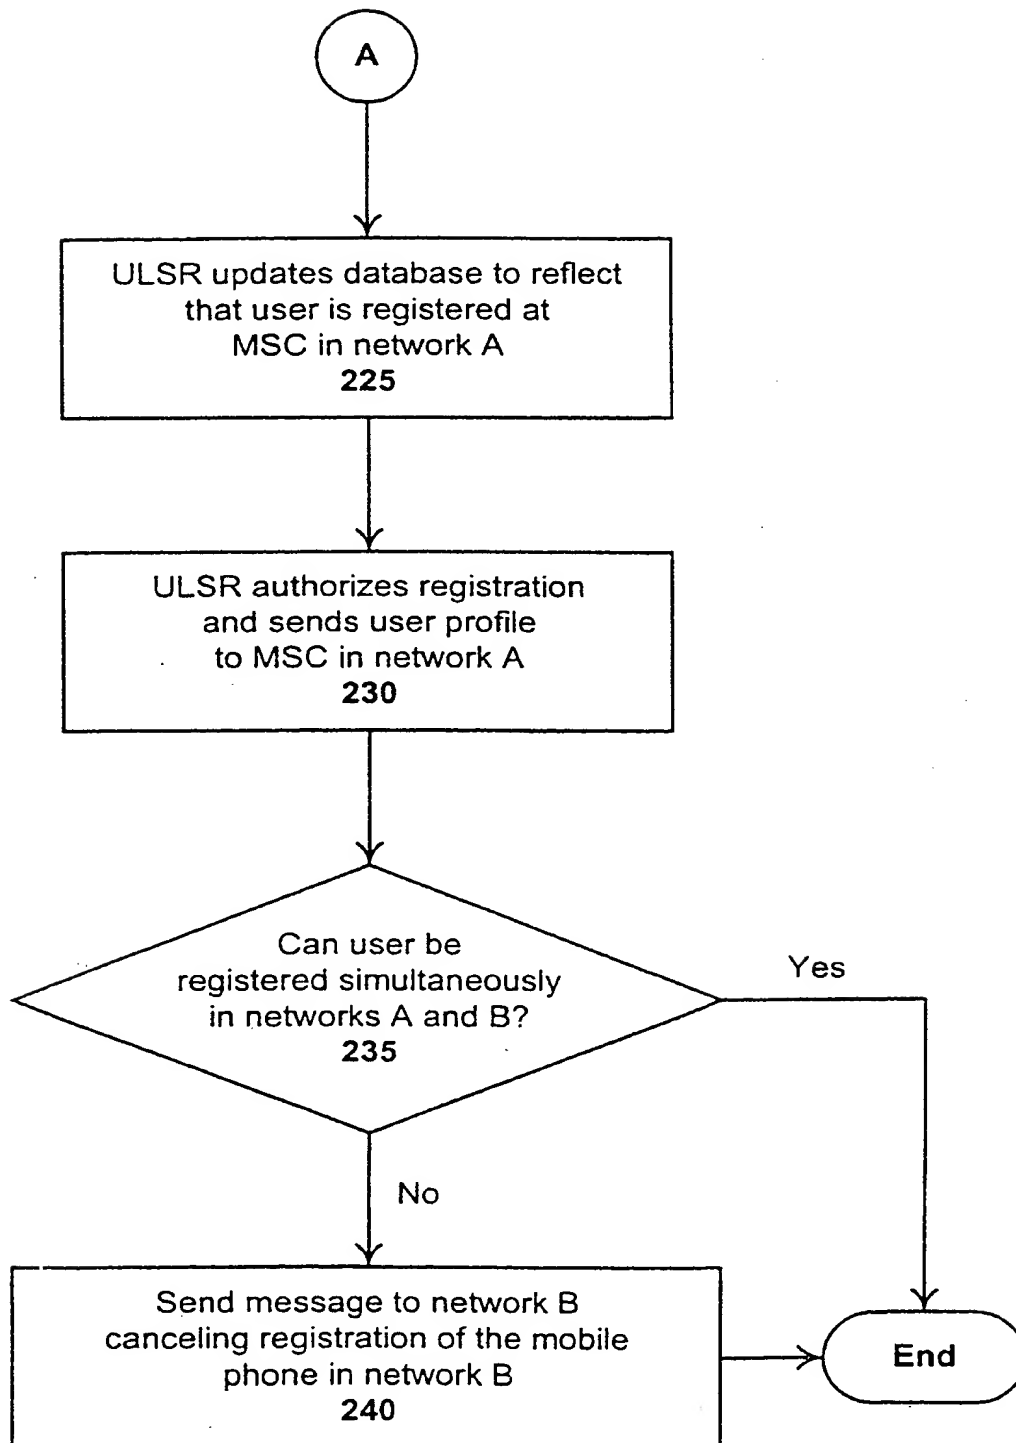 A
ULSR updates database to reflect
that user is registered at
MSC in network A
225
ULSR authorizes registration
and sends user profile
to MSC in network A
230
Can user be
registered simultaneously
in networks A and B?
235
Yes
No
Send message to network B
canceling registration of the mobile
phone in network B
240
End